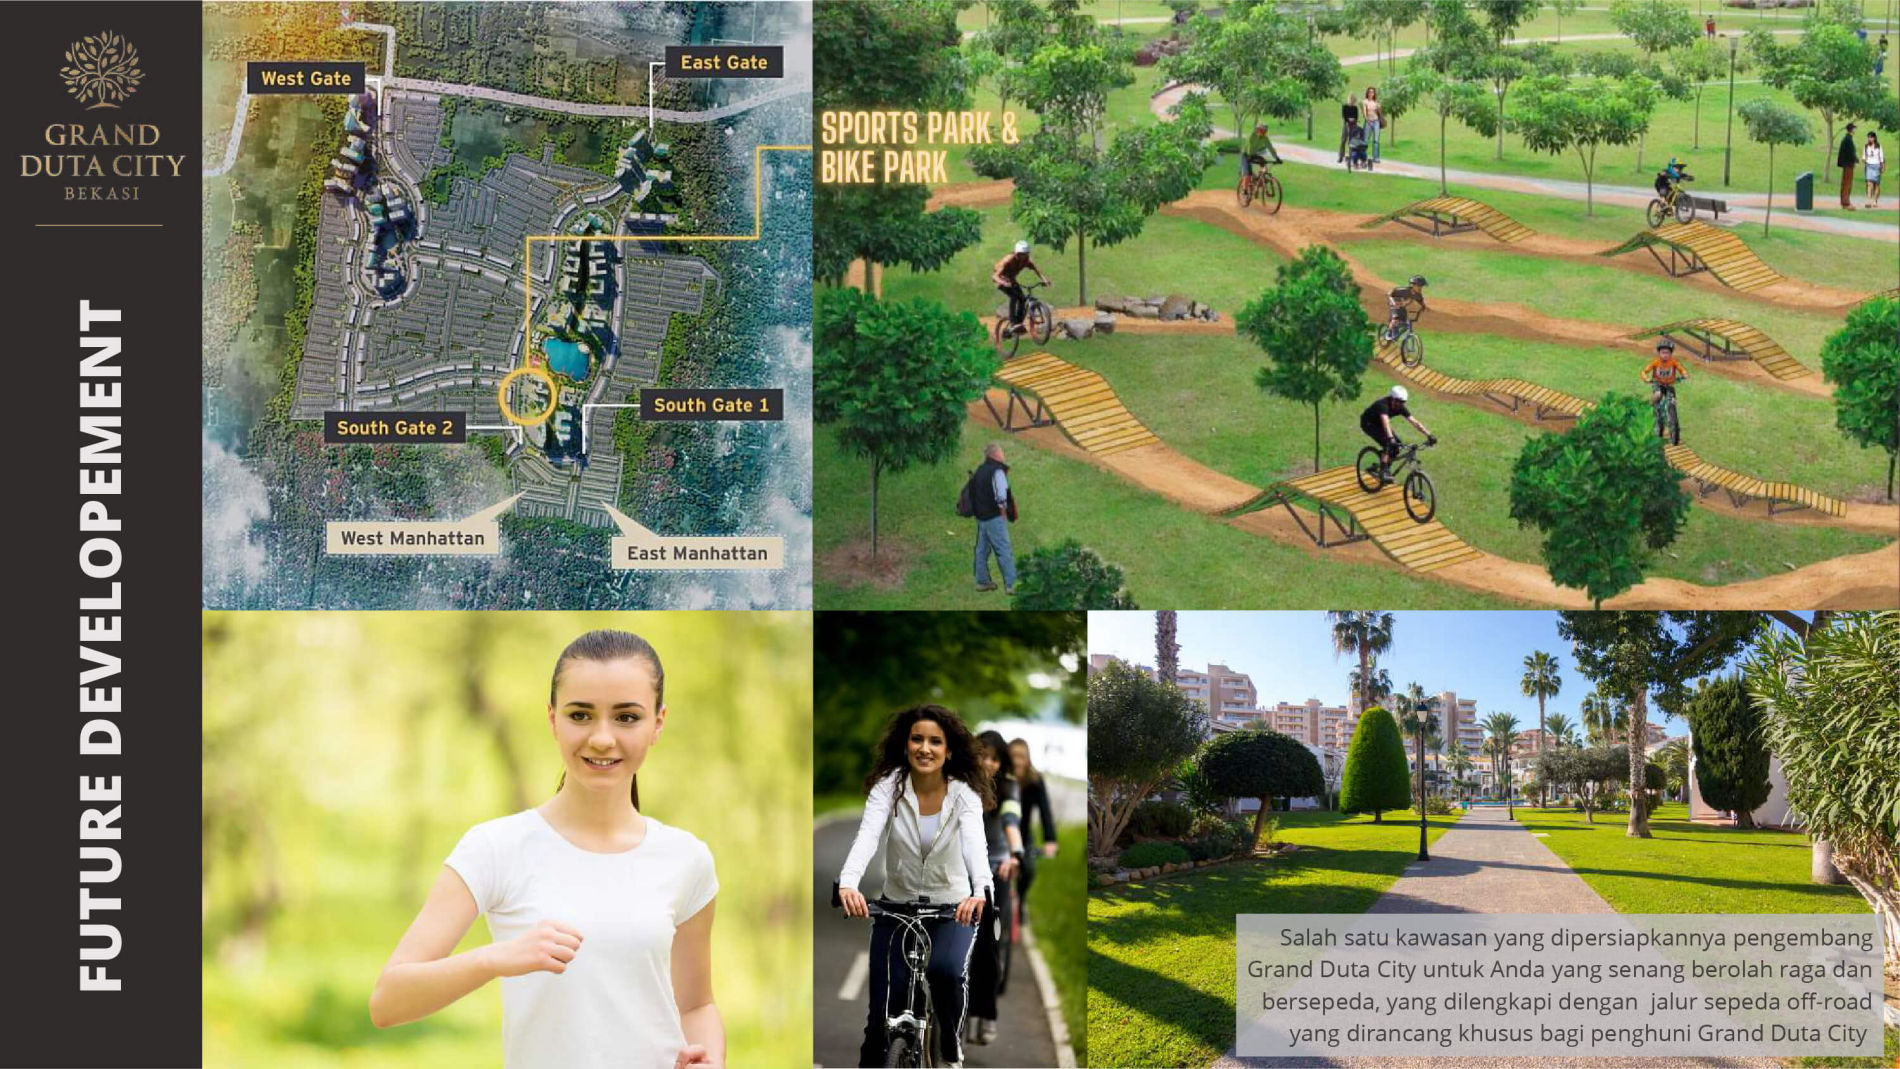 GRAND
DUTA CITY
BEKASI
FUTURE DEVELOPEMENT
West Gate
East Gate
South Gate 1
South Gate 2
West Manhattan
East Manhattan
SPORTS PARK &
BIKE PARK
Salah satu kawasan yang dipersiapkannya pengembang
Grand Duta City untuk Anda yang senang berolah raga dan
bersepeda, yang dilengkapi dengan jalur sepeda off-road
yang dirancang khusus bagi penghuni Grand Duta City